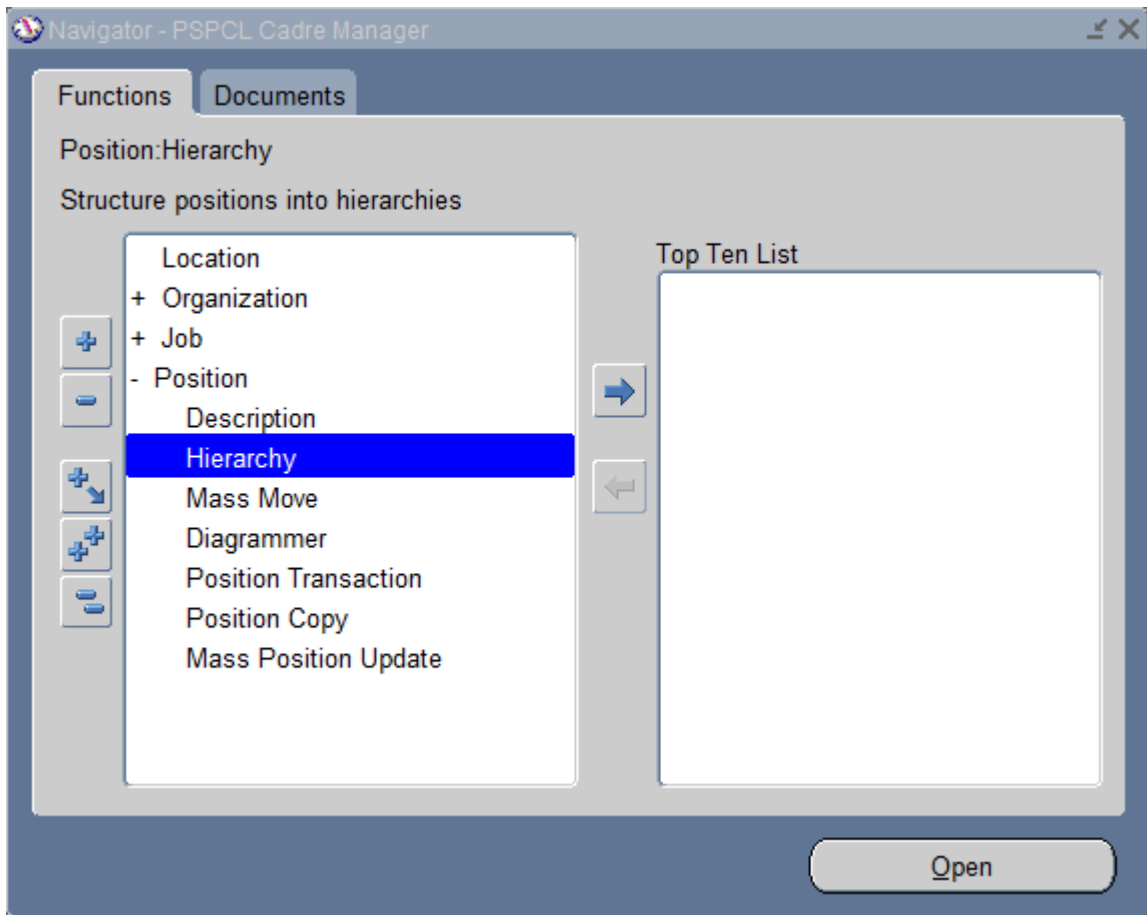 Navigator - PSPCL Cadre Manager
Functions
Documents
Position:Hierarchy
Structure positions into hierarchies
Location
+ Organization
+ Job
- Position
Description
Hierarchy
Mass Move
Diagrammer
Position Transaction
Position Copy
Mass Position Update
Top Ten List
Open